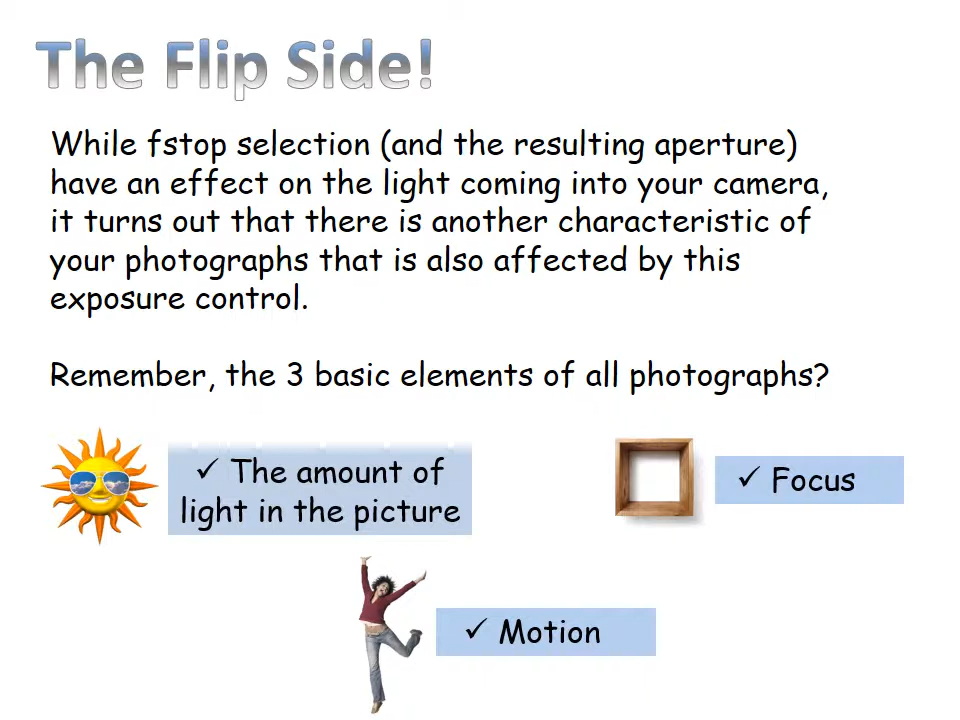 The Flip Side!
While fstop selection (and the resulting aperture)
have an effect on the light coming into your camera,
it turns out that there is another characteristic of
your photographs that is also affected by this
exposure control.
Remember, the 3 basic elements of all photographs?
✓ The amount of
light in the picture
✓ Focus
✓ Motion